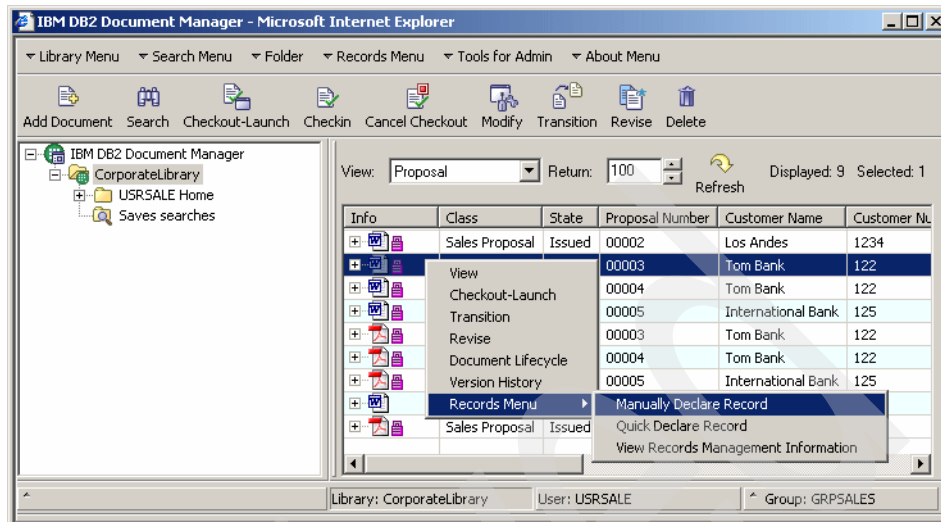 IBM DB2 Document Manager - Microsoft Internet Explorer
Library Menu Search Menu Folder Records Menu Tools for Admin About Menu
Add Document Search Checkout-Launch Checkin Cancel Checkout Modify Transition Revise Delete
IBM DB2 Document Manager
CorporateLibrary
USRSALE Home
Saves searches
View: Proposal Return: 100 Refresh Displayed: 9 Selected: 1
Info Class State Proposal Number Customer Name Customer Nu
Sales Proposal Issued 00002 Los Andes 1234
00003 Tom Bank 122
00004 Tom Bank 122
00005 International Bank 125
00003 Tom Bank 122
00004 Tom Bank 122
00005 International Bank 125
Sales Proposal Issued
View
Checkout-Launch
Transition
Revise
Document Lifecycle
Version History
Records Menu
Manually Declare Record
Quick Declare Record
View Records Management Information
Library: CorporateLibrary User: USRSALE Group: GRPSALES